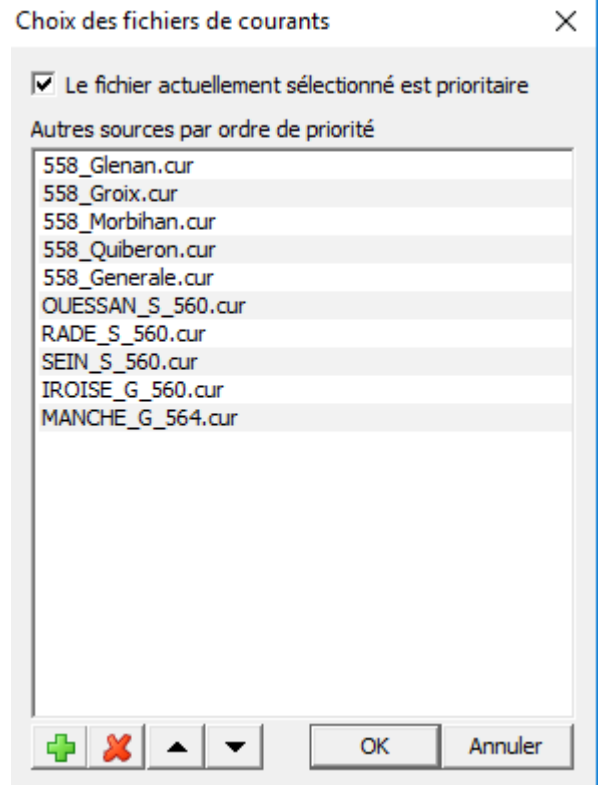 Choix des fichiers de courants
Le fichier actuellement sélectionné est prioritaire
Autres sources par ordre de priorité
558_Glenan.cur
558_Groix.cur
558_Morbihan.cur
558_Quiberon.cur
558_Generale.cur
OUESSAN_S_560.cur
RADE_S_560.cur
SEIN_S_560.cur
IROISE_G_560.cur
MANCHE_G_564.cur
OK Annuler